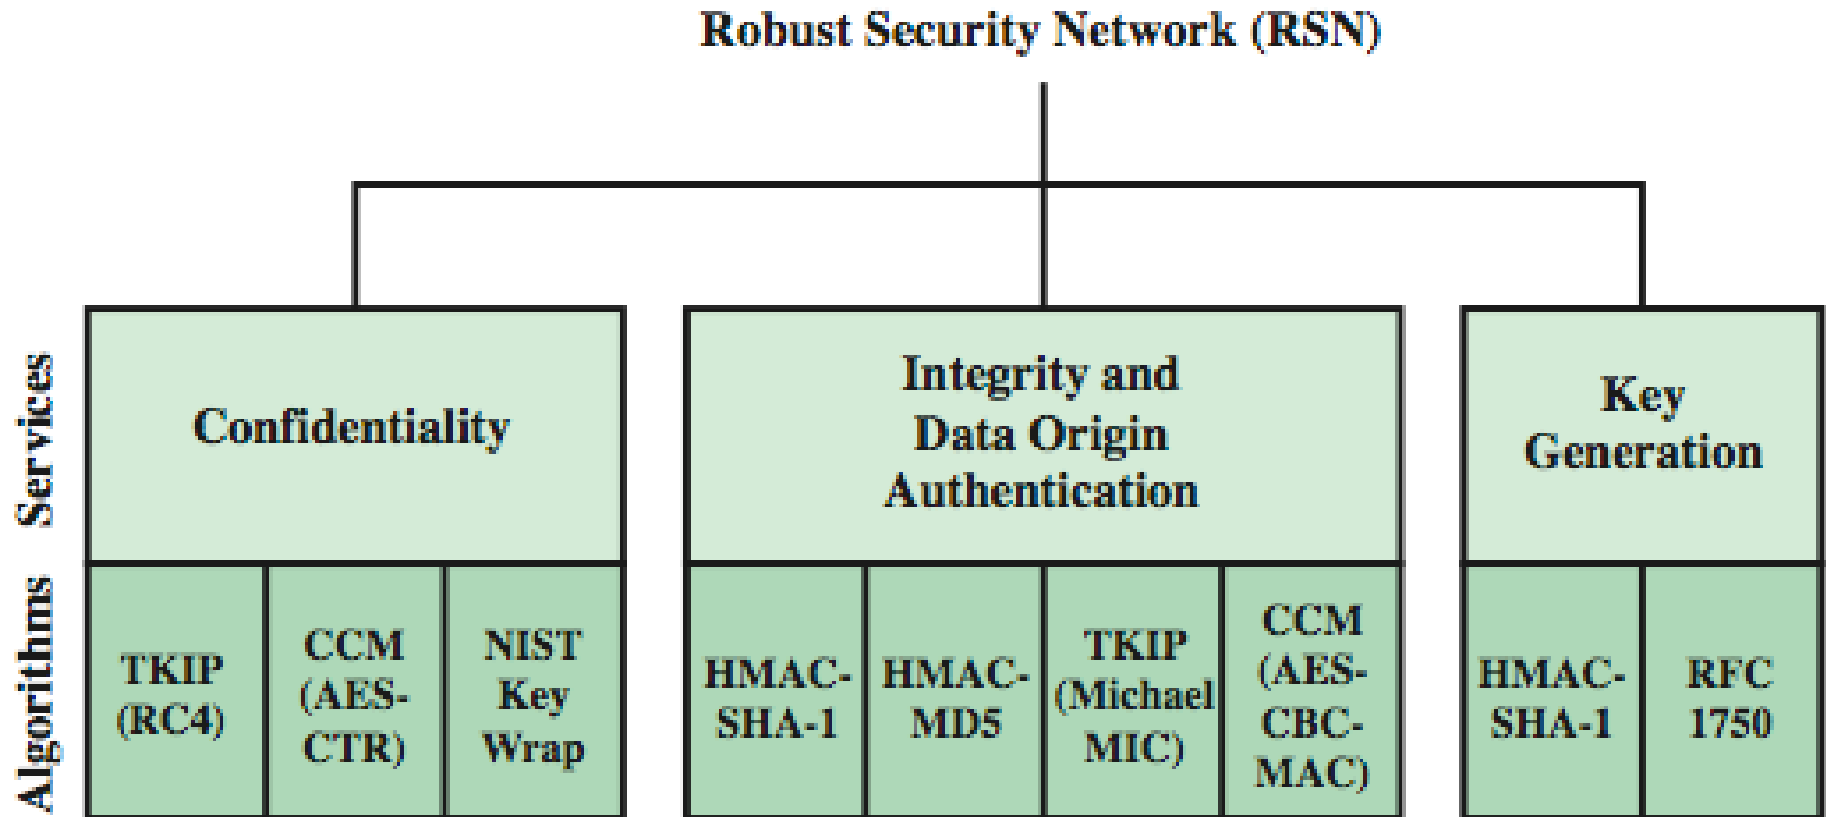 Robust Security Network (RSN)
Services
Confidentiality
Integrity and
Data Origin
Authentication
Key
Generation
Algorithms
TKIP
(RC4)
CCM
(AES-
CTR)
NIST
Key
Wrap
HMAC-
SHA-1
HMAC-
MD5
TKIP
(Michael
MIC)
CCM
(AES-
CBC-
MAC)
HMAC-
SHA-1
RFC
1750